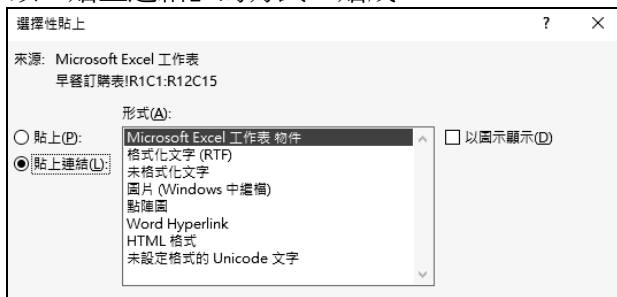 選擇性貼上 ? ×
來源: Microsoft Excel 工作表
早餐訂購表!R1C1:R12C15
形式(A):
貼上(P):
貼上連結(L):
Microsoft Excel 工作表 物件
格式化文字 (RTF)
未格式化文字
圖片 (Windows 中繼檔)
點陣圖
Word Hyperlink
HTML 格式
未設定格式的 Unicode 文字
以圖示顯示(D)